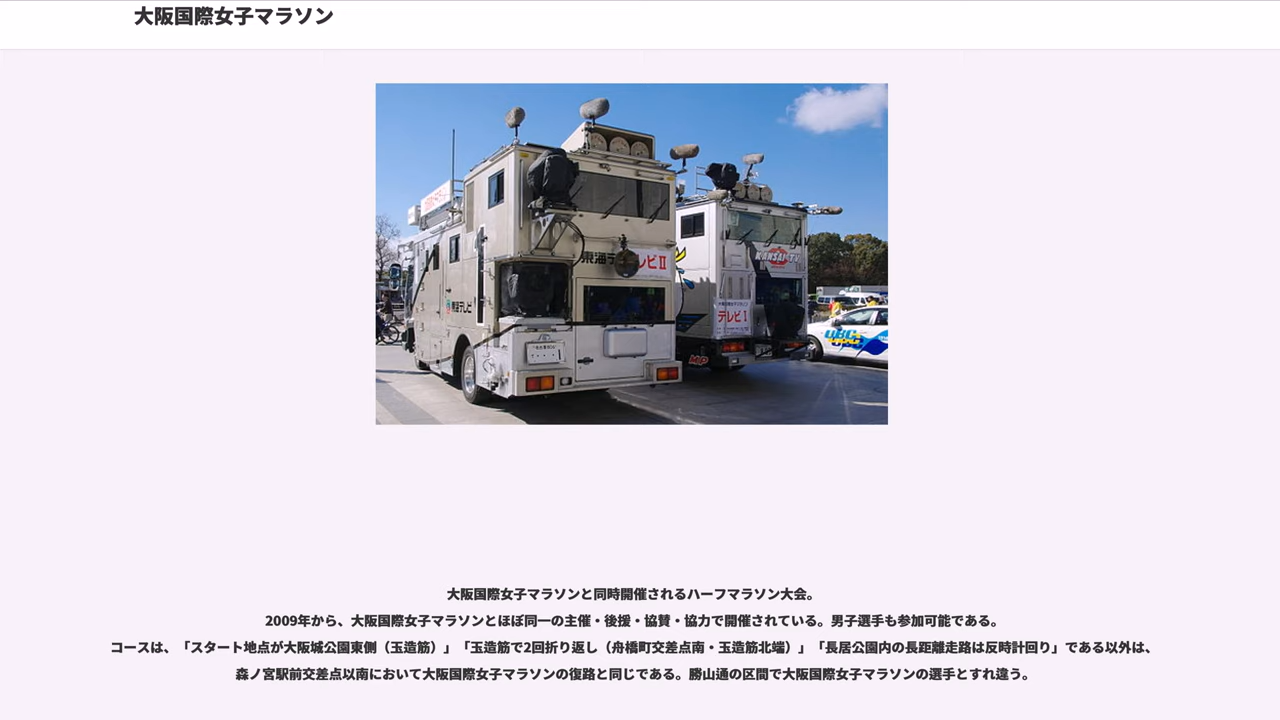 大阪国際女子マラソン
東海テ
レビⅡ
東海テレビ
KANSAI TV
テレビⅠ
大阪国際女子マラソンと同時開催されるハーフマラソン大会。
2009年から、大阪国際女子マラソンとほぼ同一の主催・後援・協賛・協力で開催されている。男子選手も参加可能である。
コースは、「スタート地点が大阪城公園東側（玉造筋）」「玉造筋で2回折り返し（舟橋町交差点南・玉造筋北端）」「長居公園内の長距離走路は反時計回り」である以外は、
森ノ宮駅前交差点以南において大阪国際女子マラソンの復路と同じである。勝山通の区間で大阪国際女子マラソンの選手とすれ違う。